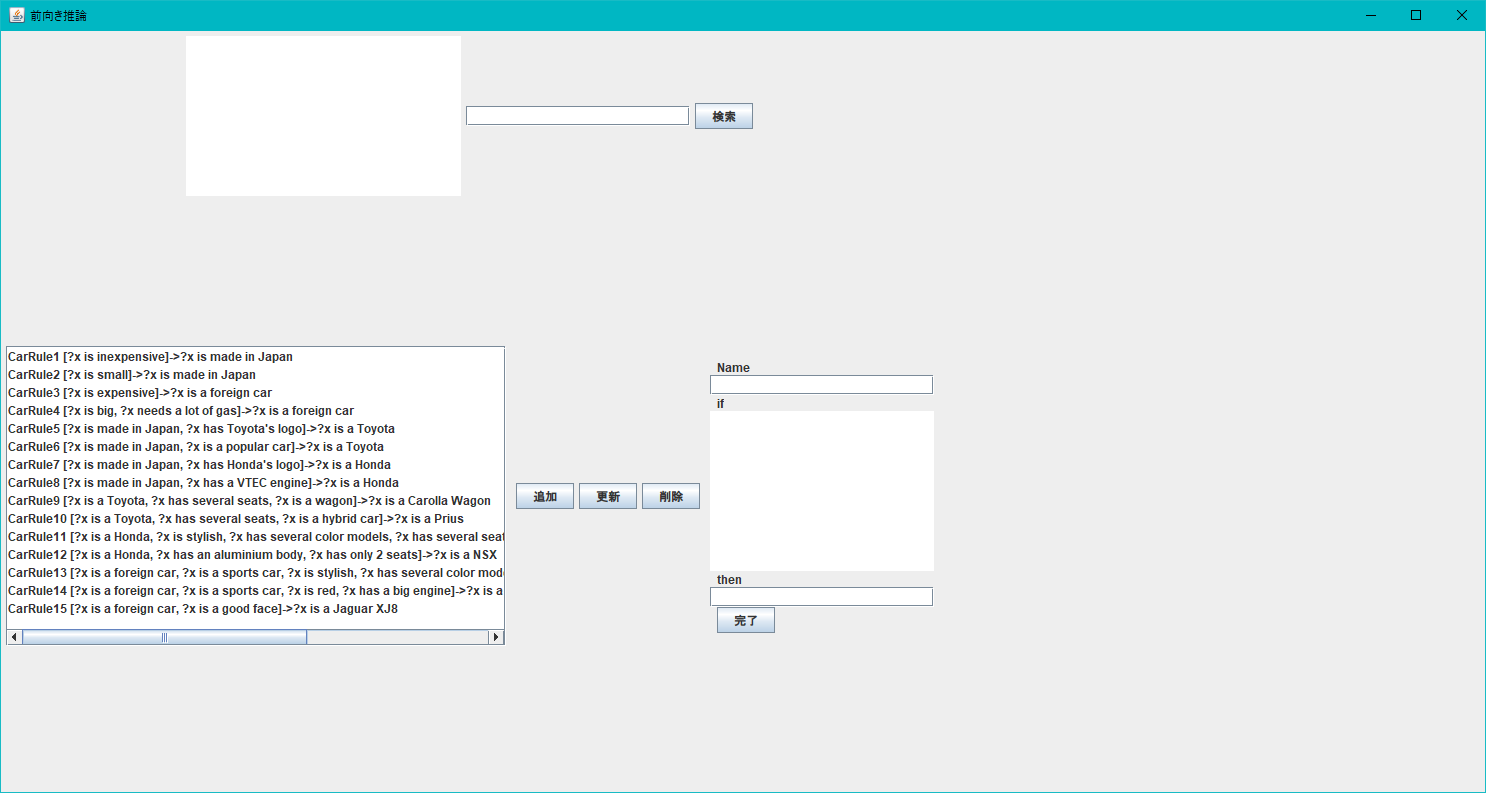 前向き推論
検索
CarRule1 [?x is inexpensive]->?x is made in Japan
CarRule2 [?x is small]->?x is made in Japan
CarRule3 [?x is expensive]->?x is a foreign car
CarRule4 [?x is big, ?x needs a lot of gas]->?x is a foreign car
CarRule5 [?x is made in Japan, ?x has Toyota's logo]->?x is a Toyota
CarRule6 [?x is made in Japan, ?x is a popular car]->?x is a Toyota
CarRule7 [?x is made in Japan, ?x has Honda's logo]->?x is a Honda
CarRule8 [?x is made in Japan, ?x has a VTEC engine]->?x is a Honda
CarRule9 [?x is a Toyota, ?x has several seats, ?x is a wagon]->?x is a Carolla Wagon
CarRule10 [?x is a Toyota, ?x has several seats, ?x is a hybrid car]->?x is a Prius
CarRule11 [?x is a Honda, ?x is stylish, ?x has several color models, ?x has several seat
CarRule12 [?x is a Honda, ?x has an aluminium body, ?x has only 2 seats]->?x is a NSX
CarRule13 [?x is a foreign car, ?x is a sports car, ?x is stylish, ?x has several color mod
CarRule14 [?x is a foreign car, ?x is a sports car, ?x is red, ?x has a big engine]->?x is a
CarRule15 [?x is a foreign car, ?x is a good face]->?x is a Jaguar XJ8
追加 更新 削除
Name
if
then
完了